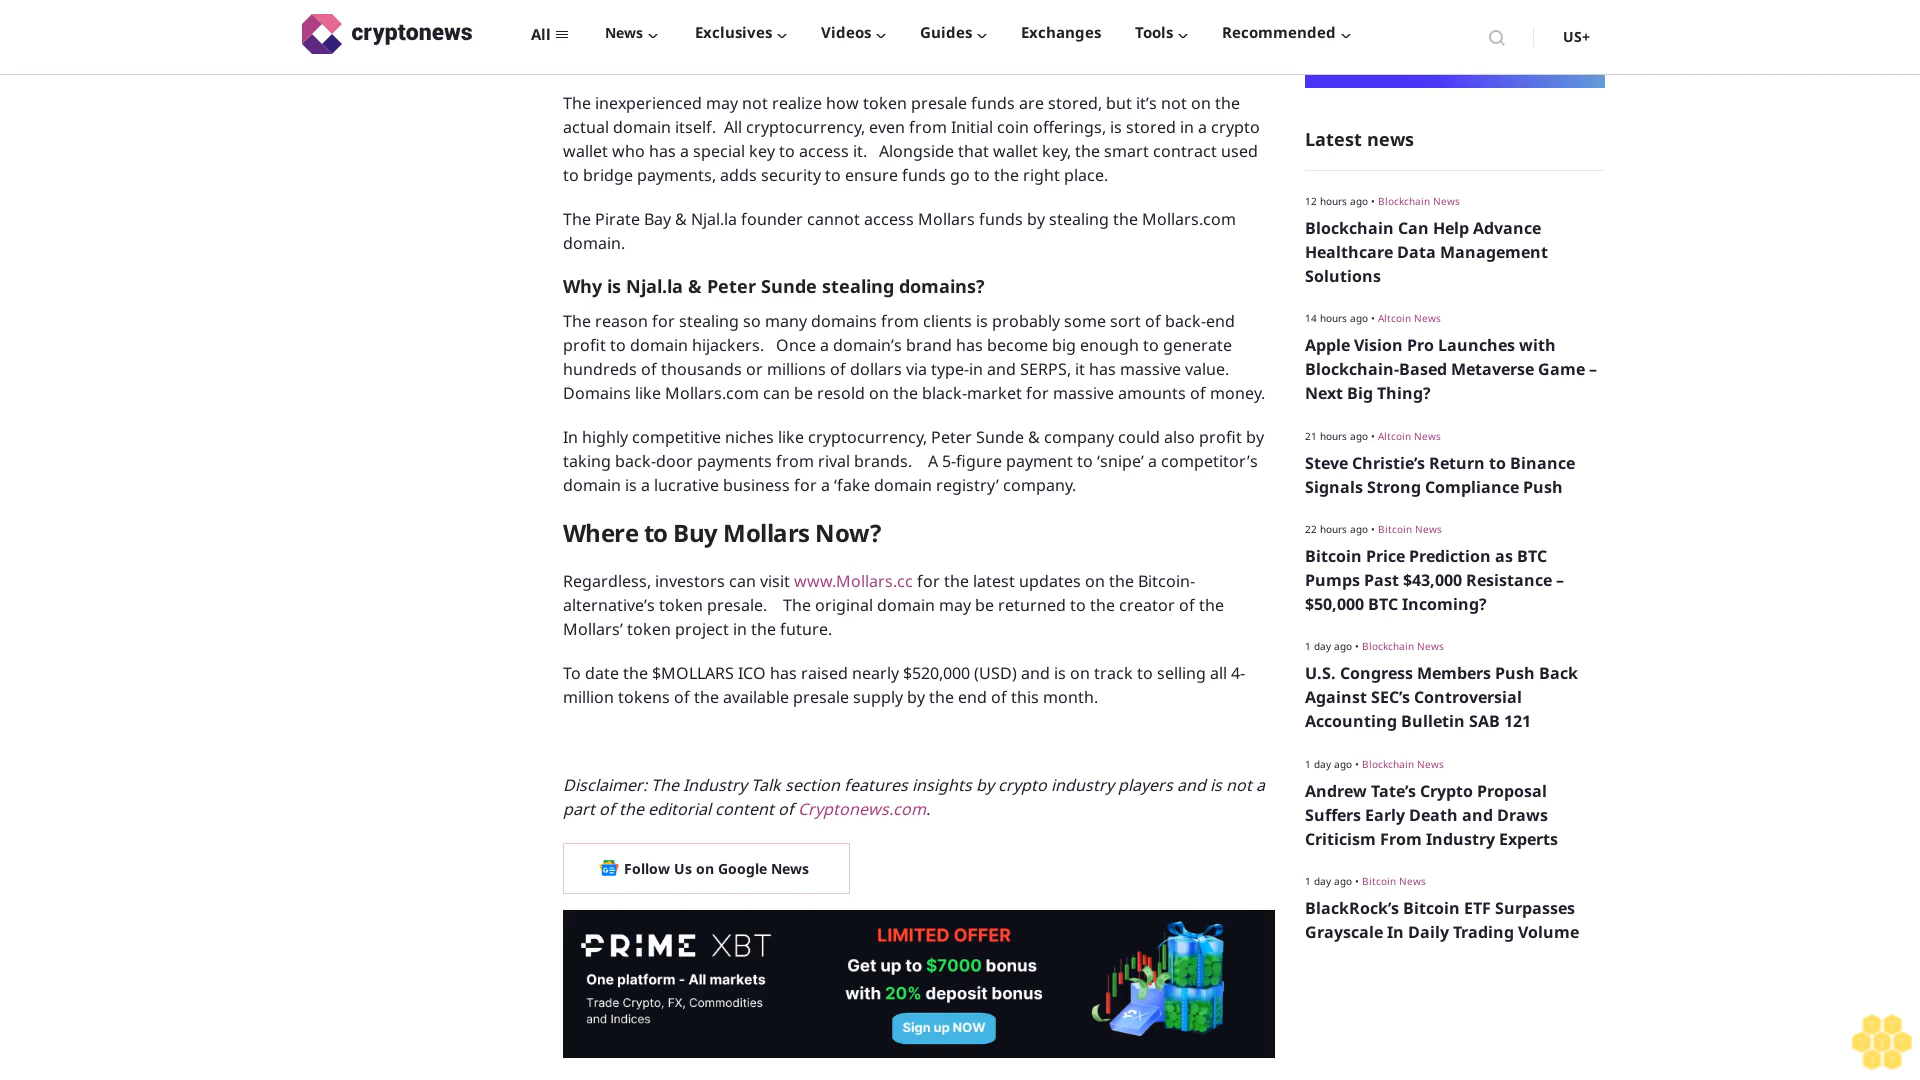 cryptonews
All
News
Exclusives
Videos
Guides
Exchanges
Tools
Recommended
US+
The inexperienced may not realize how token presale funds are stored, but it’s not on the
actual domain itself.  All cryptocurrency, even from Initial coin offerings, is stored in a crypto
wallet who has a special key to access it.   Alongside that wallet key, the smart contract used
to bridge payments, adds security to ensure funds go to the right place.
The Pirate Bay & Njal.la founder cannot access Mollars funds by stealing the Mollars.com
domain.
Why is Njal.la & Peter Sunde stealing domains?
The reason for stealing so many domains from clients is probably some sort of back-end
profit to domain hijackers.   Once a domain’s brand has become big enough to generate
hundreds of thousands or millions of dollars via type-in and SERPS, it has massive value.
Domains like Mollars.com can be resold on the black-market for massive amounts of money.
In highly competitive niches like cryptocurrency, Peter Sunde & company could also profit by
taking back-door payments from rival brands.    A 5-figure payment to ‘snipe’ a competitor’s
domain is a lucrative business for a ‘fake domain registry’ company.
Where to Buy Mollars Now?
Regardless, investors can visit www.Mollars.cc for the latest updates on the Bitcoin-
alternative’s token presale.    The original domain may be returned to the creator of the
Mollars’ token project in the future.
To date the $MOLLARS ICO has raised nearly $520,000 (USD) and is on track to selling all 4-
million tokens of the available presale supply by the end of this month.
Disclaimer: The Industry Talk section features insights by crypto industry players and is not a
part of the editorial content of Cryptonews.com.
Follow Us on Google News
PRIME XBT
One platform - All markets
Trade Crypto, FX, Commodities
and Indices
LIMITED OFFER
Get up to $7000 bonus
with 20% deposit bonus
Sign up NOW
Latest news
12 hours ago • Blockchain News
Blockchain Can Help Advance
Healthcare Data Management
Solutions
14 hours ago • Altcoin News
Apple Vision Pro Launches with
Blockchain-Based Metaverse Game –
Next Big Thing?
21 hours ago • Altcoin News
Steve Christie’s Return to Binance
Signals Strong Compliance Push
22 hours ago • Bitcoin News
Bitcoin Price Prediction as BTC
Pumps Past $43,000 Resistance –
$50,000 BTC Incoming?
1 day ago • Blockchain News
U.S. Congress Members Push Back
Against SEC’s Controversial
Accounting Bulletin SAB 121
1 day ago • Blockchain News
Andrew Tate’s Crypto Proposal
Suffers Early Death and Draws
Criticism From Industry Experts
1 day ago • Bitcoin News
BlackRock’s Bitcoin ETF Surpasses
Grayscale In Daily Trading Volume